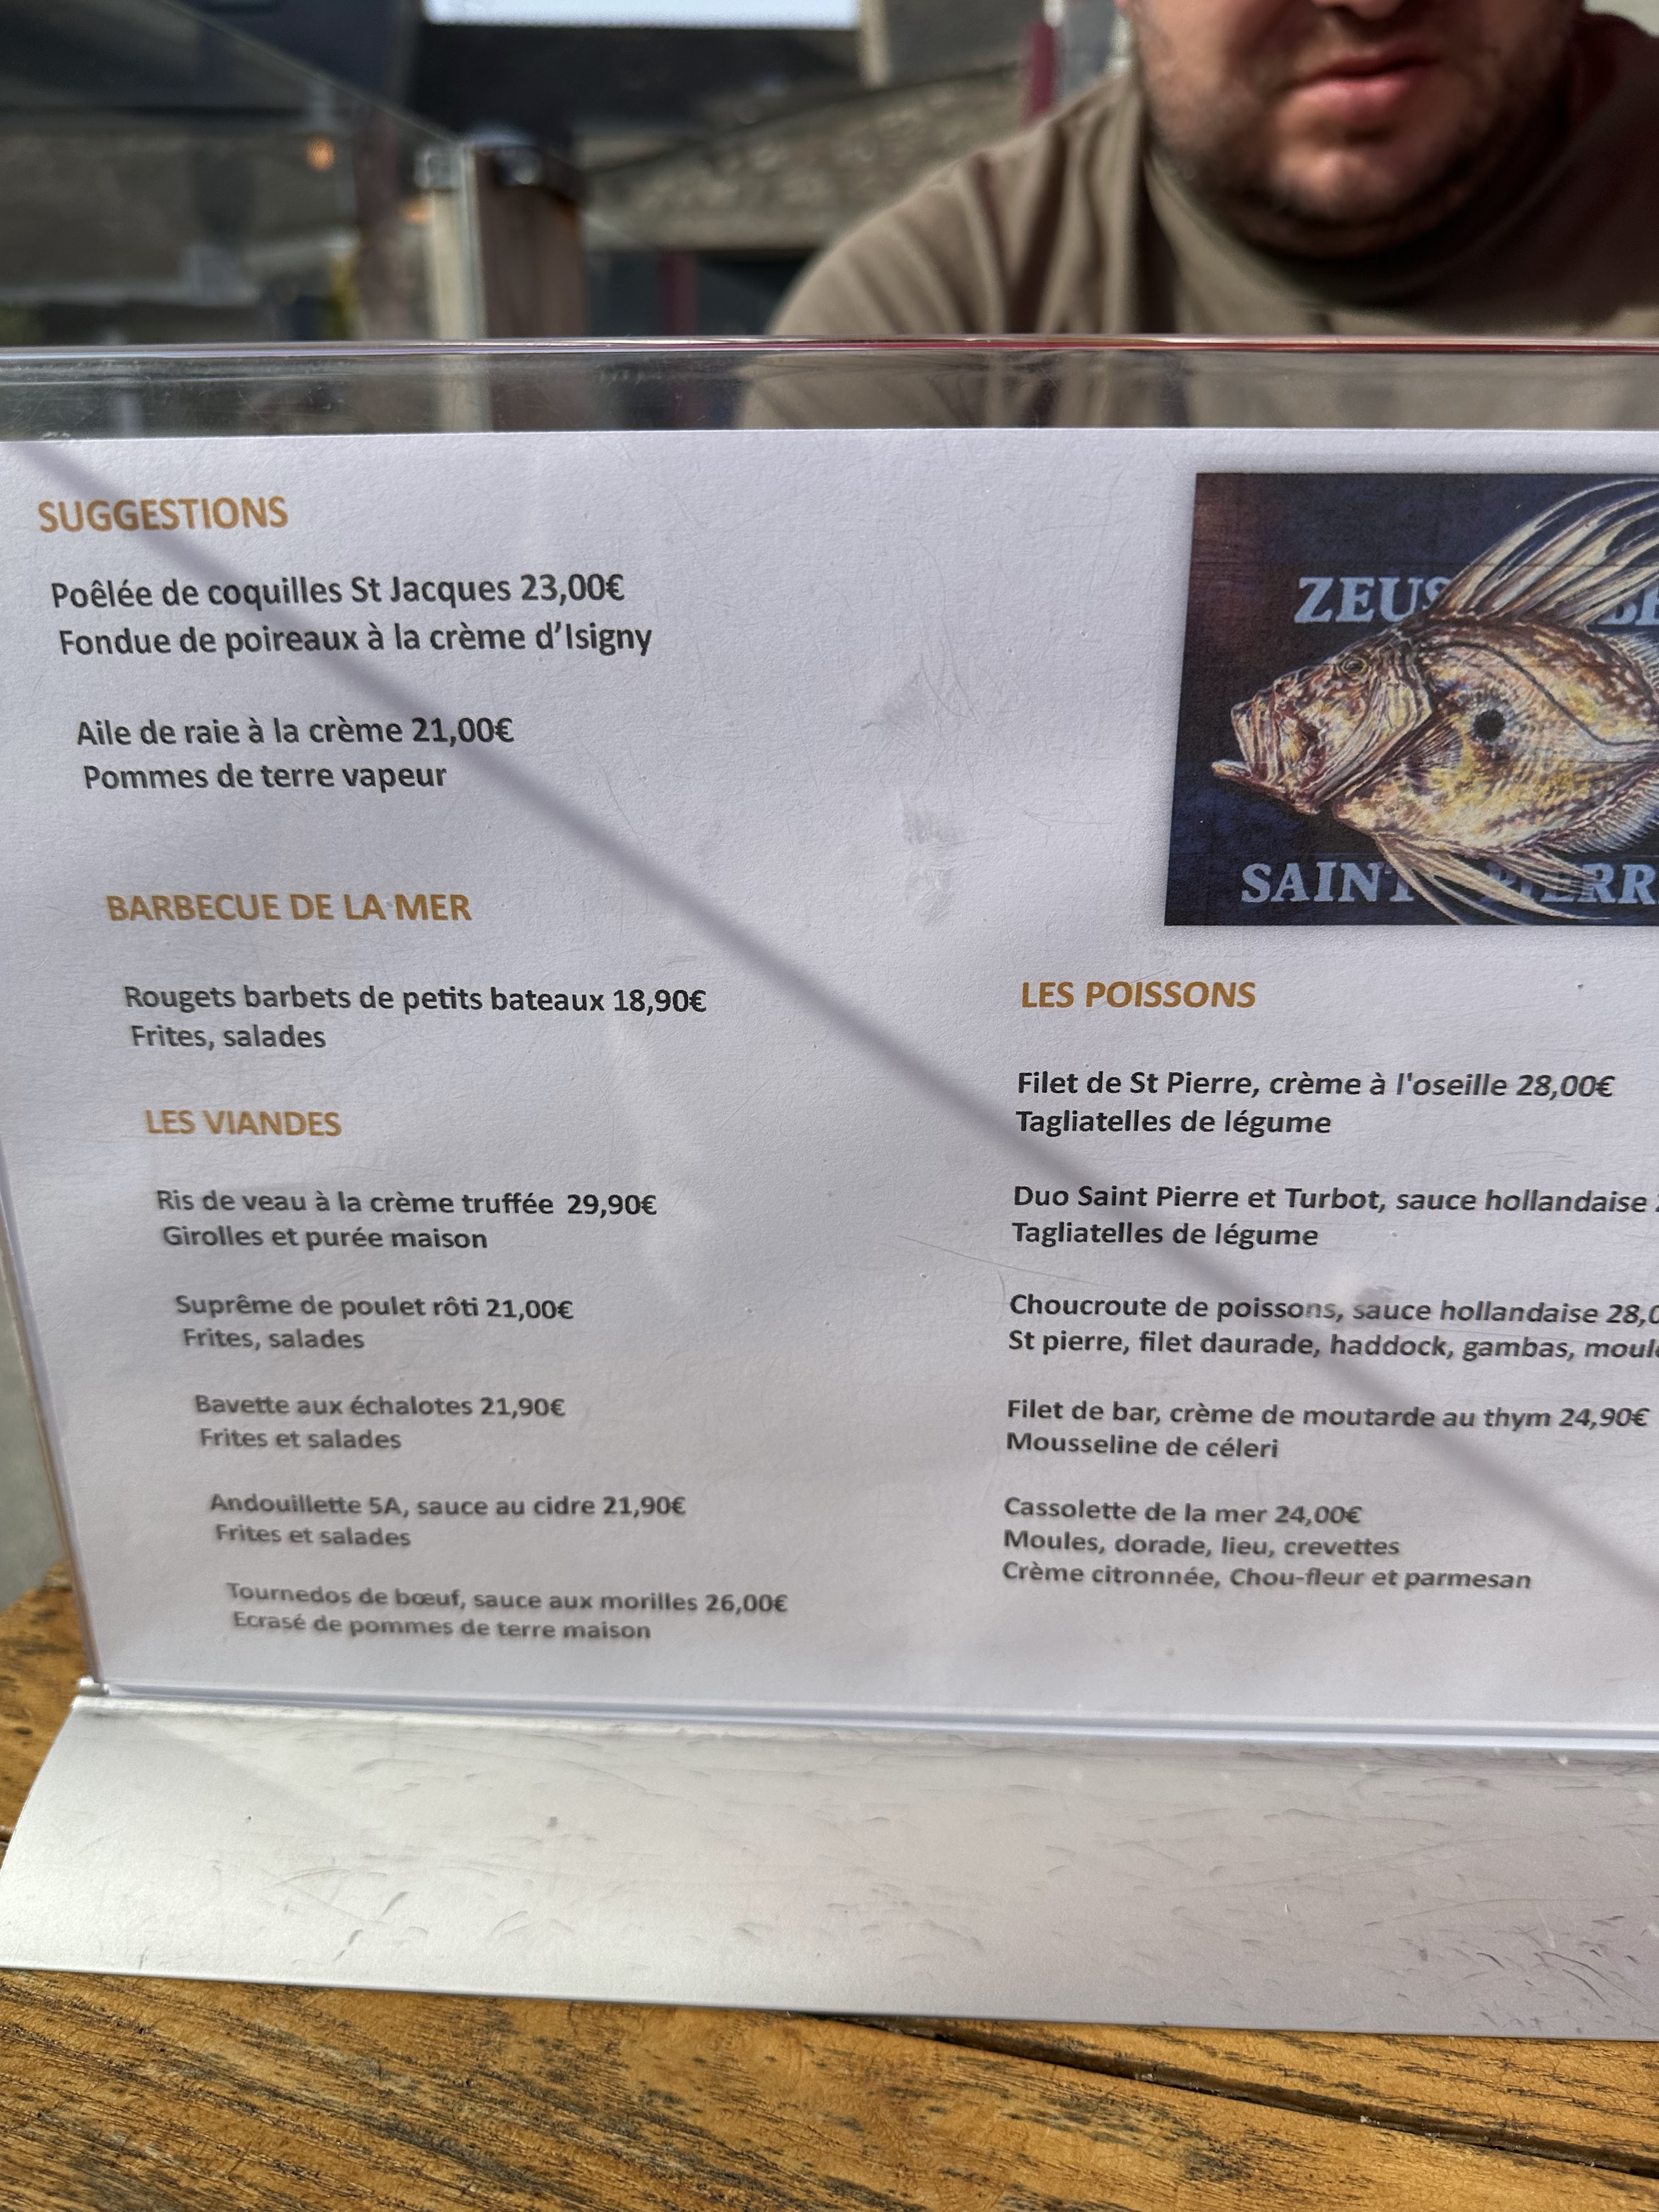 SUGGESTIONS
Poêlée de coquilles St Jacques 23,00€
Fondue de poireaux à la crème d’Isigny
Aile de raie à la crème 21,00€
Pommes de terre vapeur
BARBECUE DE LA MER
Rougets barbets de petits bateaux 18,90€
Frites, salades
LES VIANDES
Ris de veau à la crème truffée 29,90€
Girolles et purée maison
Suprême de poulet rôti 21,00€
Frites, salades
Bavette aux échalotes 21,90€
Frites et salades
Andouillette 5A, sauce au cidre 21,90€
Frites et salades
Tournedos de bœuf, sauce aux morilles 26,00€
Ecrasé de pommes de terre maison
ZEUS
SAINT PIERR
LES POISSONS
Filet de St Pierre, crème à l'oseille 28,00€
Tagliatelles de légume
Duo Saint Pierre et Turbot, sauce hollandaise
Tagliatelles de légume
Choucroute de poissons, sauce hollandaise 28,0
St pierre, filet daurade, haddock, gambas, moul
Filet de bar, crème de moutarde au thym 24,90€
Mousseline de céleri
Cassolette de la mer 24,00€
Moules, dorade, lieu, crevettes
Crème citronnée, Chou-fleur et parmesan